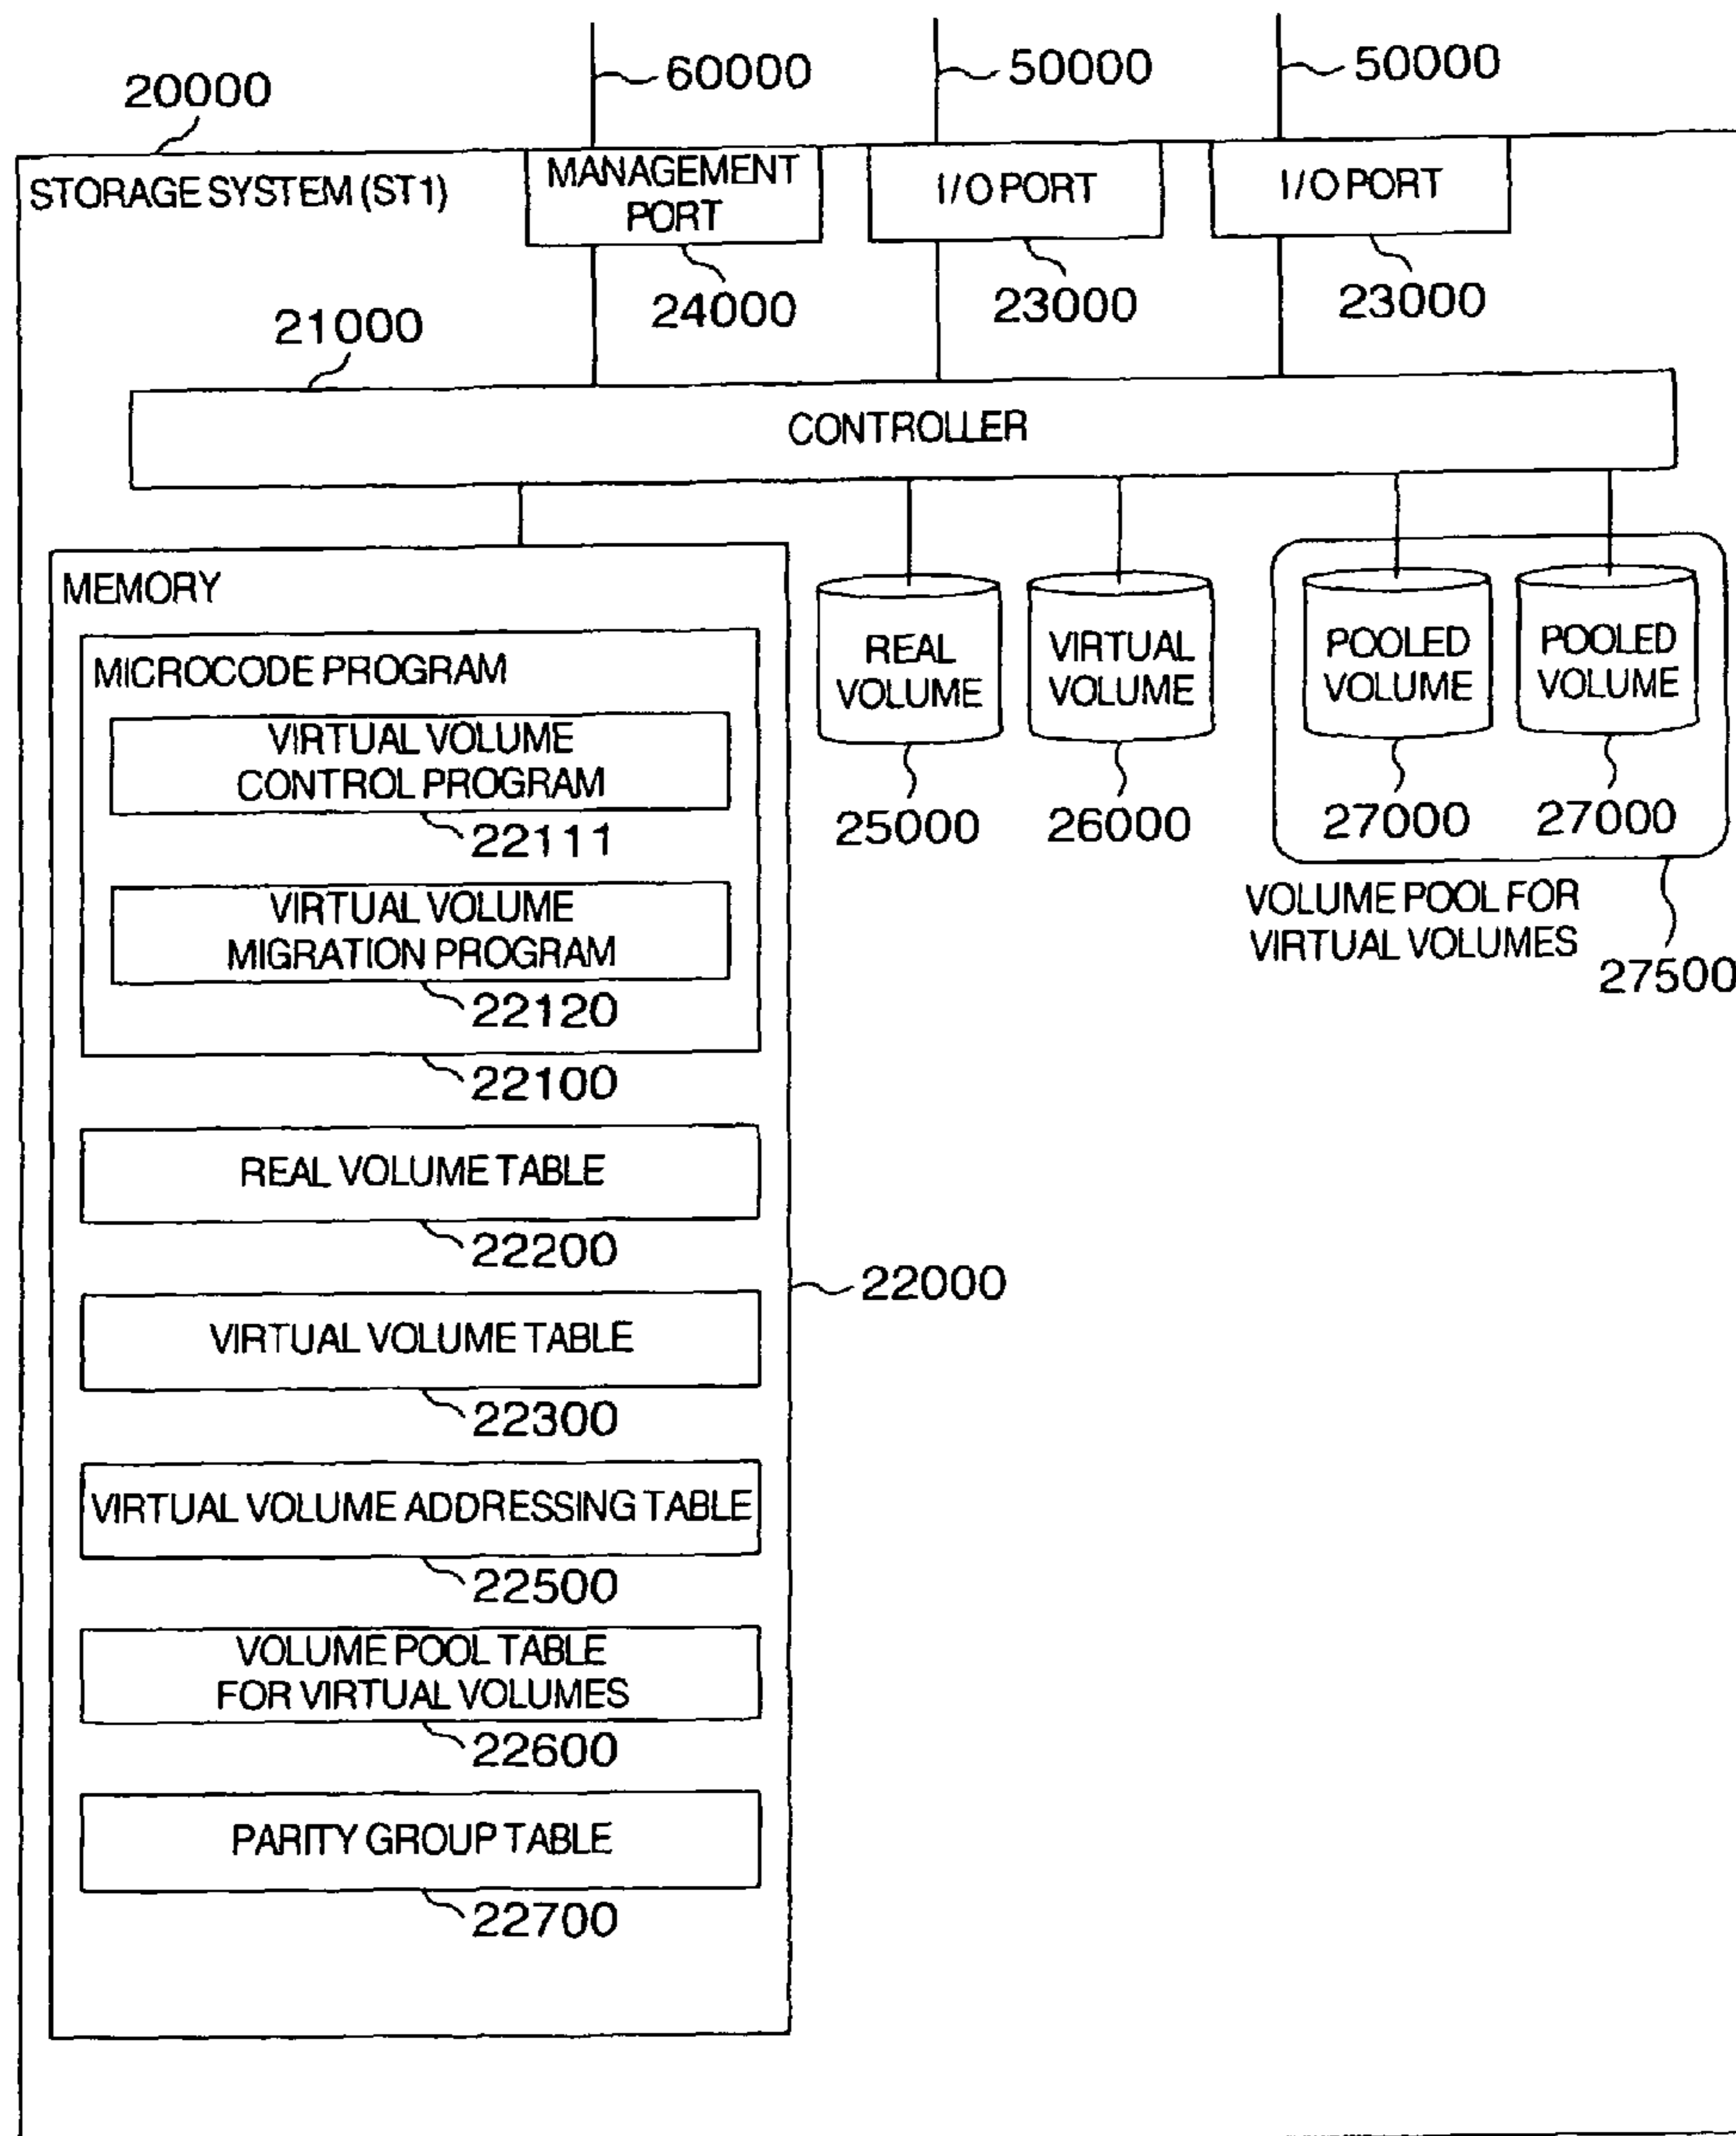 60000
50000
50000
20000
STORAGE SYSTEM (ST1)
MANAGEMENT
PORT
I/O PORT
I/O PORT
24000
23000
23000
21000
CONTROLLER
MEMORY
MICROCODE PROGRAM
VIRTUAL VOLUME
CONTROL PROGRAM
22111
VIRTUAL VOLUME
MIGRATION PROGRAM
22120
22100
REAL VOLUME TABLE
22200
VIRTUAL VOLUME TABLE
22300
VIRTUAL VOLUME ADDRESSING TABLE
22500
VOLUME POOL TABLE
FOR VIRTUAL VOLUMES
22600
PARITY GROUP TABLE
22700
22000
REAL
VOLUME
25000
VIRTUAL
VOLUME
26000
POOLED
VOLUME
27000
POOLED
VOLUME
27000
VOLUME POOL FOR
VIRTUAL VOLUMES
27500